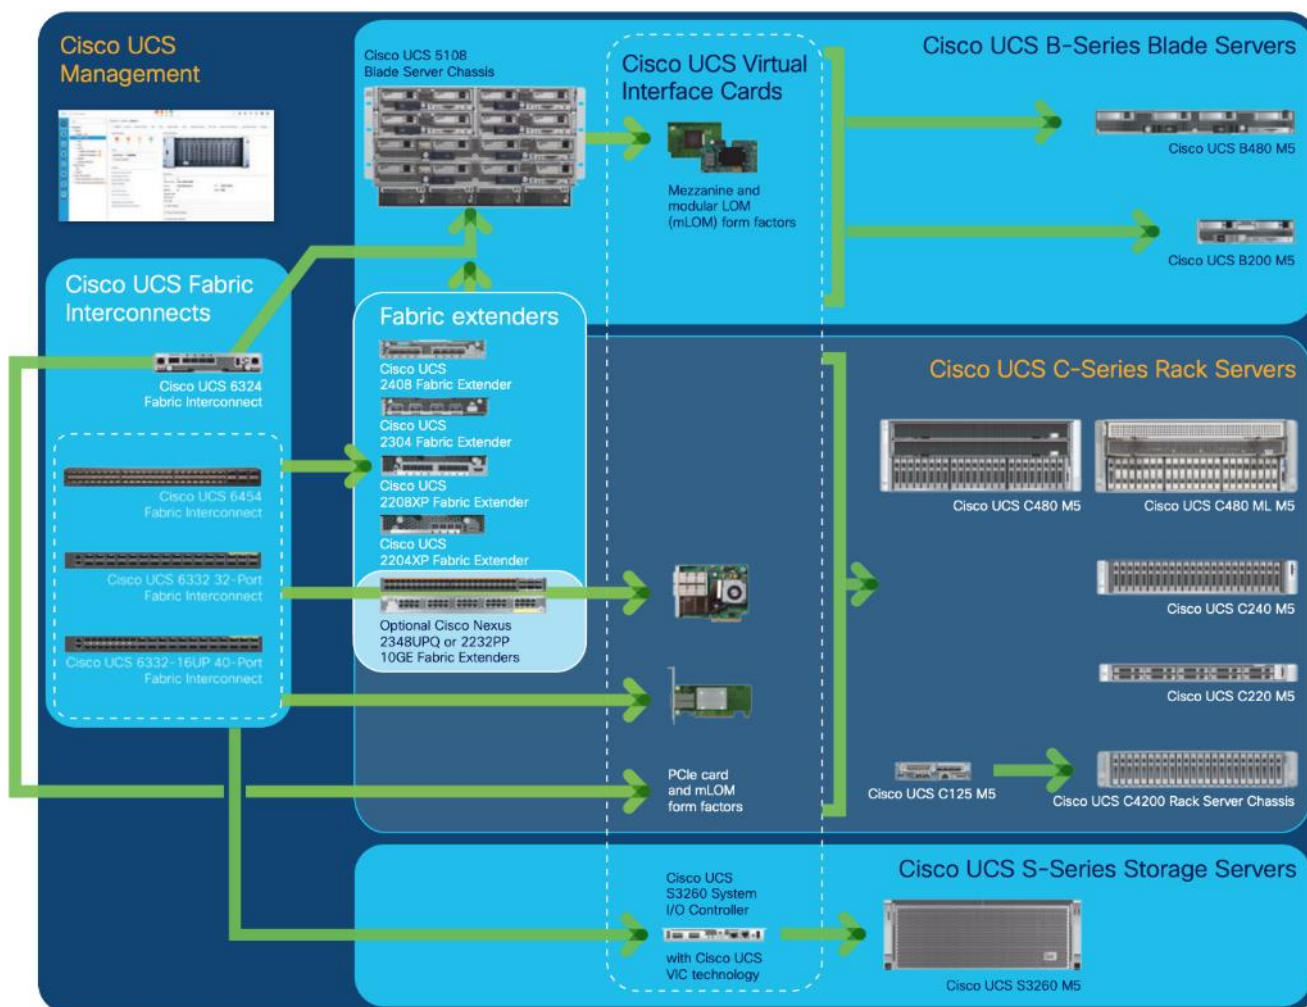 Cisco UCS
Management
Cisco UCS 5108
Blade Server Chassis
Cisco UCS Virtual
Interface Cards
Mezzanine and
modular LOM
(mLOM) form factors
Cisco UCS B-Series Blade Servers
Cisco UCS B480 M5
Cisco UCS B200 M5
Cisco UCS Fabric
Interconnects
Cisco UCS 6324
Fabric Interconnect
Cisco UCS 6454
Fabric Interconnect
Cisco UCS 6332 32-Port
Fabric Interconnect
Cisco UCS 6332-16UP 40-Port
Fabric Interconnect
Fabric extenders
Cisco UCS
2408 Fabric Extender
Cisco UCS
2304 Fabric Extender
Cisco UCS
2208XP Fabric Extender
Cisco UCS
2204XP Fabric Extender
Optional Cisco Nexus
2348UPQ or 2232PP
10GE Fabric Extenders
PCIe card
and mLOM
form factors
Cisco UCS C-Series Rack Servers
Cisco UCS C480 M5
Cisco UCS C480 ML M5
Cisco UCS C240 M5
Cisco UCS C220 M5
Cisco UCS C125 M5
Cisco UCS C4200 Rack Server Chassis
Cisco UCS S-Series Storage Servers
Cisco UCS
S3260 System
I/O Controller
with Cisco UCS
VIC technology
Cisco UCS S3260 M5